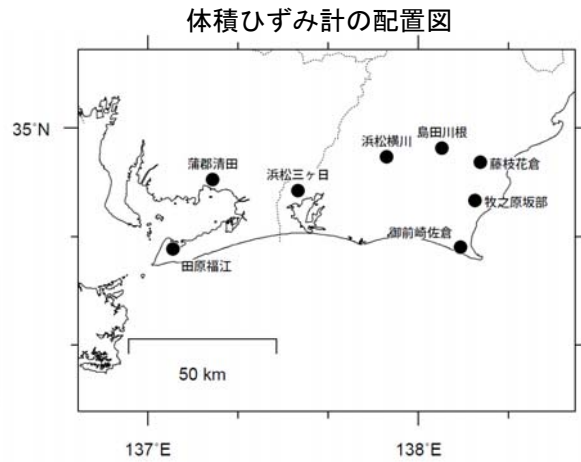 体積ひずみ計の配置図
35°N
島田川根
浜松横川
藤枝花倉
蒲郡清田
浜松三ヶ日
牧之原坂部
御前崎佐倉
田原福江
50 km
137°E
138°E